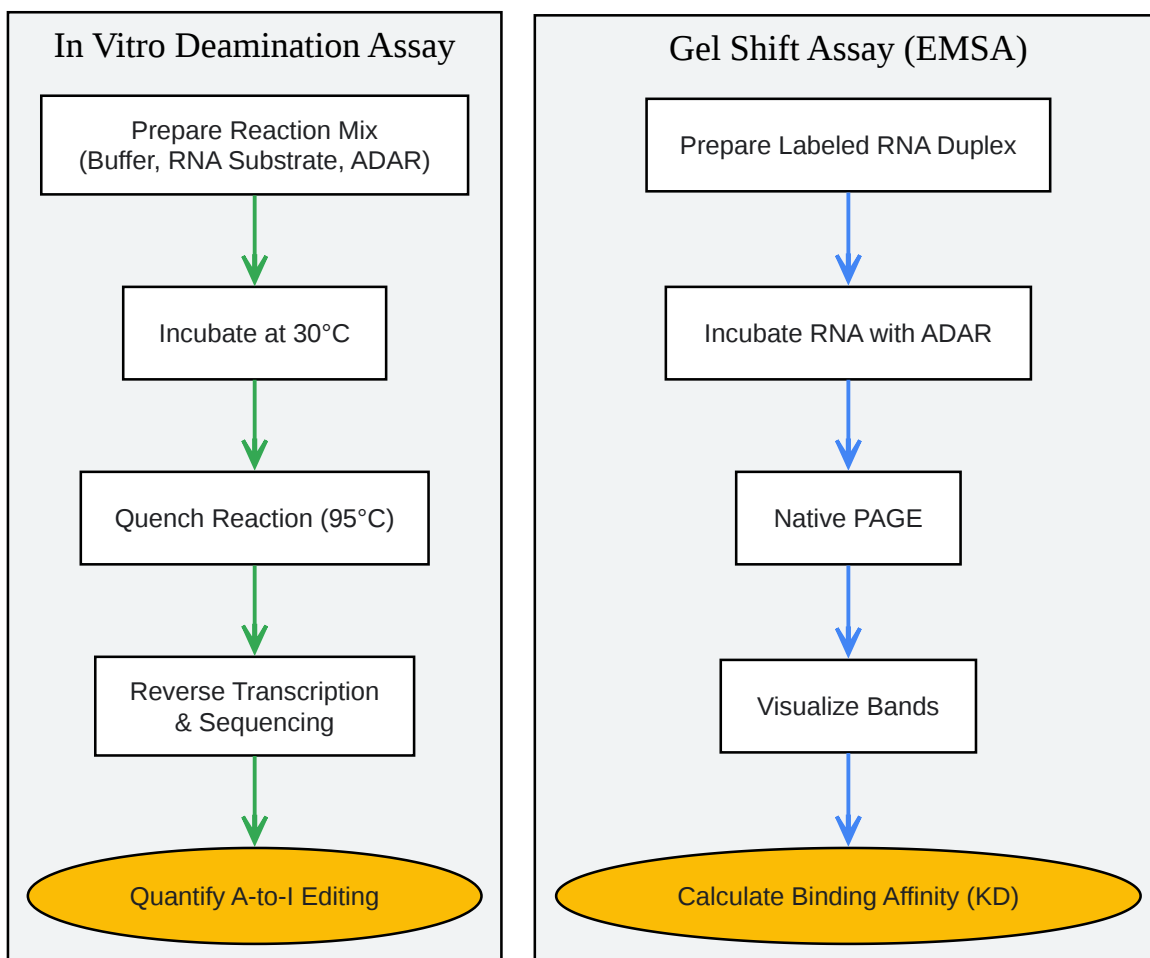 In Vitro Deamination Assay
Prepare Reaction Mix
(Buffer, RNA Substrate, ADAR)
Incubate at 30°C
Quench Reaction (95°C)
Reverse Transcription
& Sequencing
Quantify A-to-I Editing
Gel Shift Assay (EMSA)
Prepare Labeled RNA Duplex
Incubate RNA with ADAR
Native PAGE
Visualize Bands
Calculate Binding Affinity (KD)